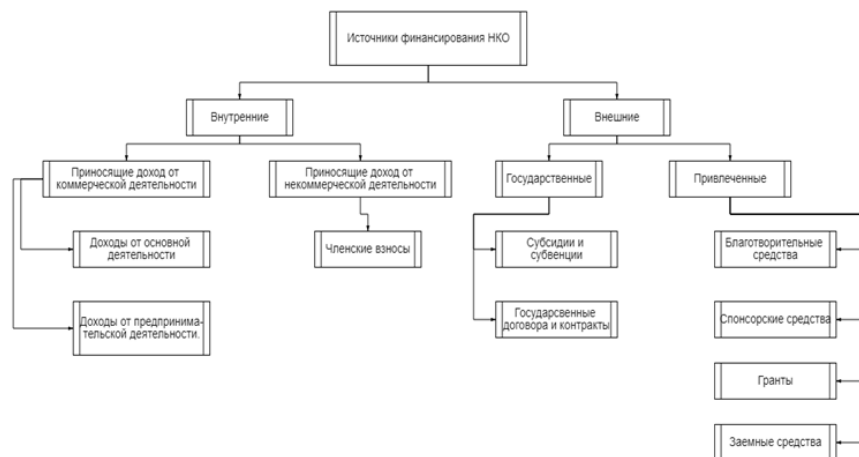 Источники финансирования НКО
Внутренние
Внешние
Приносящие доход от
коммерческой деятельности
Приносящие доход от
некоммерческой деятельности
Государственные
Привлеченные
Доходы от основной
деятельности
Членские взносы
Субсидии и
субвенции
Благотворительные
средства
Доходы от предпринима-
тельской деятельности.
Государсвенные
договора и контракты
Спонсорские средства
Гранты
Заемные средства